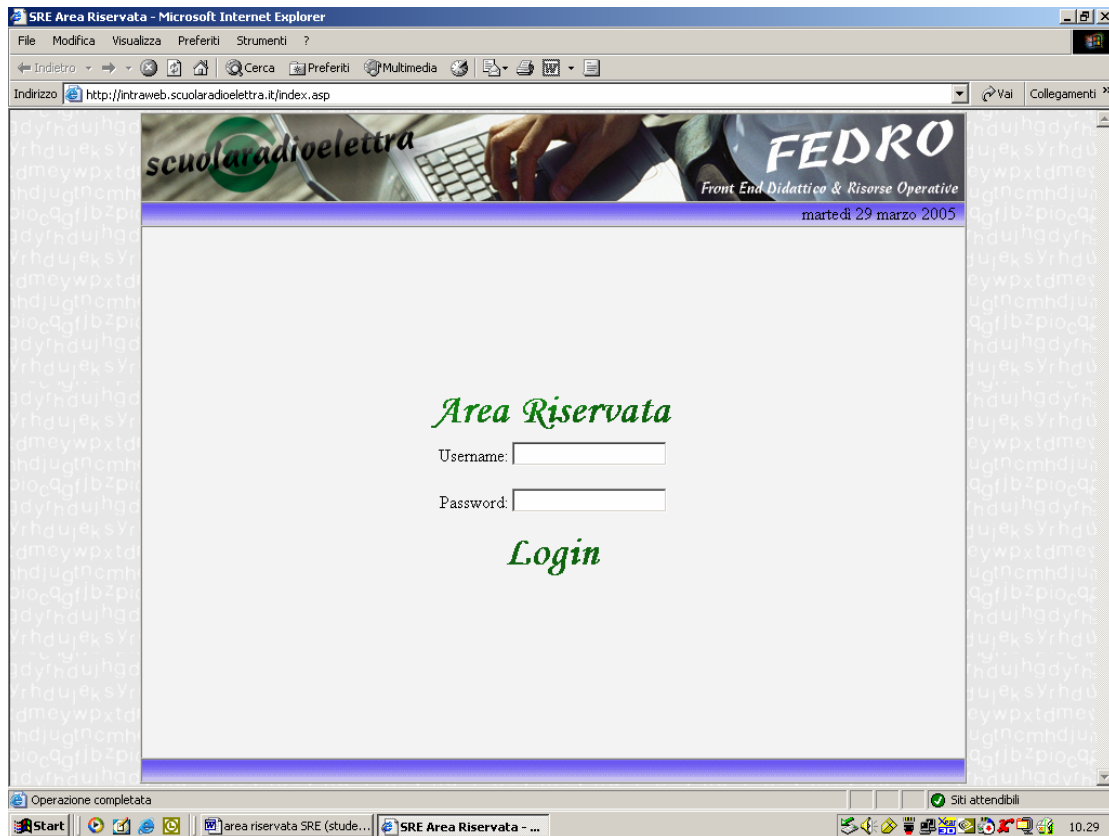 SRE Area Riservata - Microsoft Internet Explorer
File Modifica Visualizza Preferiti Strumenti ?
Indietro Cerca Preferiti Multimedia
Indirizzo http://intraweb.scuolaradioelettra.it/index.asp Vai Collegamenti »
scuolaradioelettra
FEDRO
Front End Didattico & Risorse Operative
martedì 29 marzo 2005
Area Riservata
Username:
Password:
Login
Operazione completata Siti attendibili
Start area riservata SRE (stude... SRE Area Riservata - ... 10.29